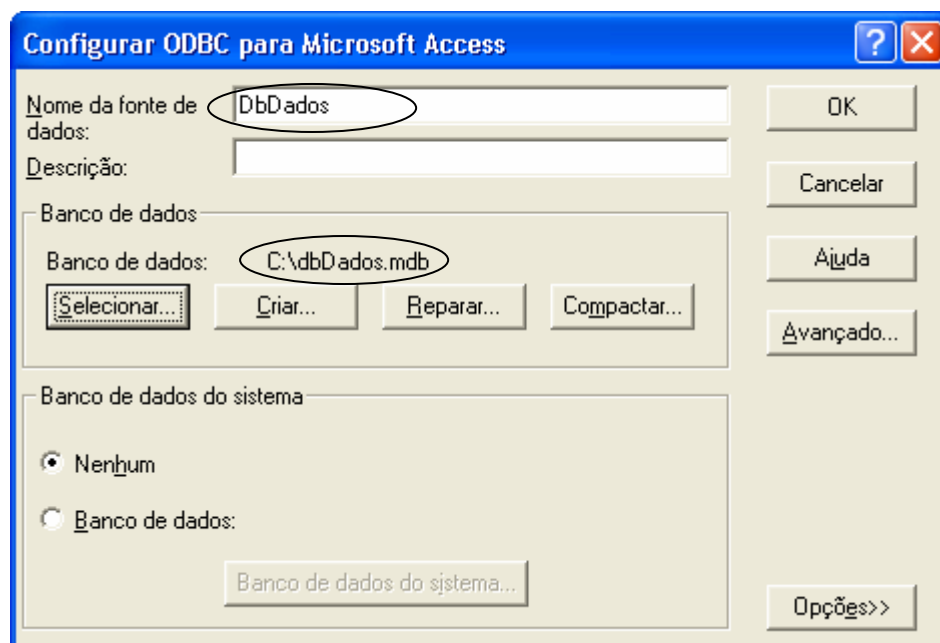 Configurar ODBC para Microsoft Access
Nome da fonte de dados:
DbDados
OK
Descrição:
Cancelar
Banco de dados
Banco de dados: C:\dbDados.mdb
Ajuda
Selecionar... Criar... Reparar... Compactar...
Avançado...
Banco de dados do sistema
Nenhum
Banco de dados:
Banco de dados do sistema...
Opções>>